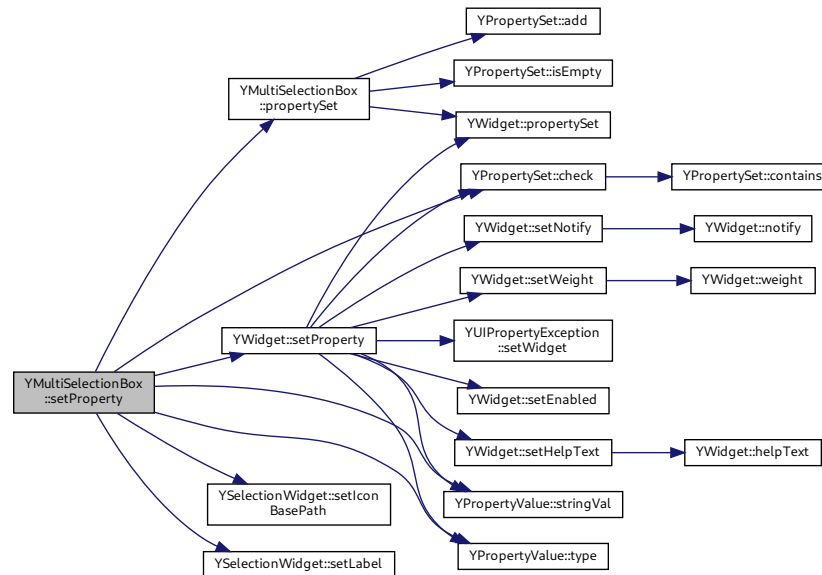 YPropertySet::add
YPropertySet::isEmpty
YMultiSelectionBox
::propertySet
YWidget::propertySet
YPropertySet::check
YPropertySet::contains
YWidget::setNotify
YWidget::notify
YWidget::setWeight
YWidget::weight
YWidget::setProperty
YUIPropertyException
::setWidget
YMultiSelectionBox
::setProperty
YWidget::setEnabled
YWidget::setHelpText
YWidget::helpText
YSelectionWidget::setIcon
BasePath
YPropertyValue::stringVal
YPropertyValue::type
YSelectionWidget::setLabel